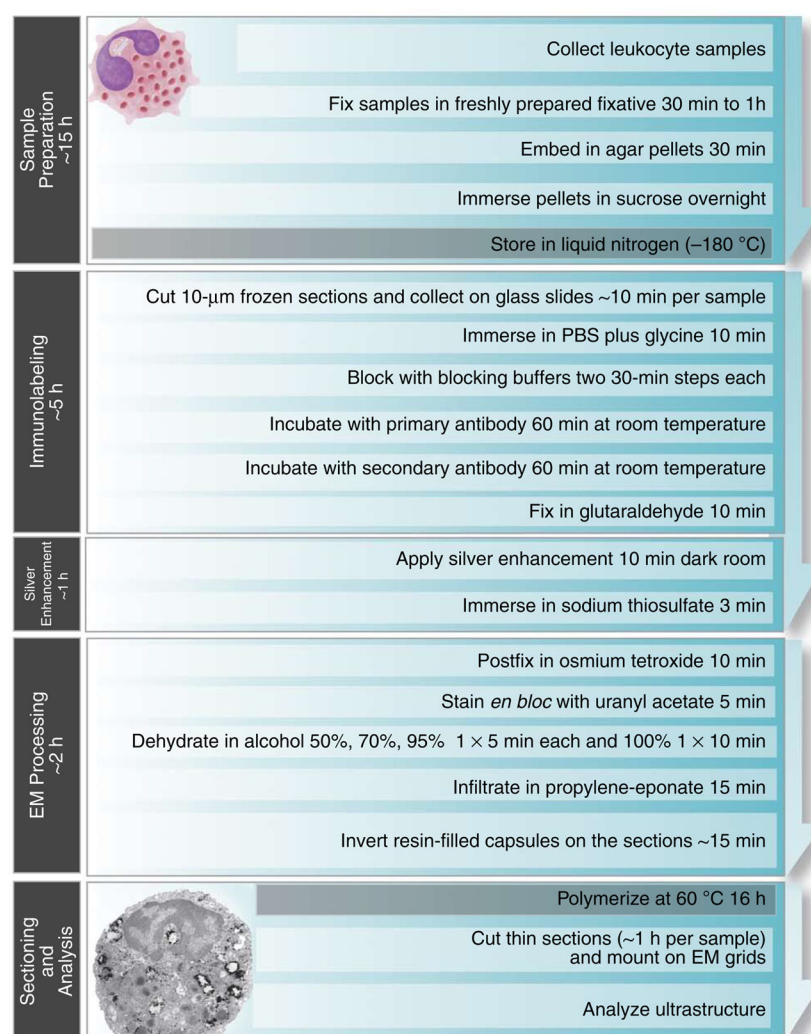 Sample
Preparation
~15 h
Collect leukocyte samples
Fix samples in freshly prepared fixative 30 min to 1h
Embed in agar pellets 30 min
Immerse pellets in sucrose overnight
Store in liquid nitrogen (–180 °C)
Immunolabeling
~5 h
Cut 10-μm frozen sections and collect on glass slides ~10 min per sample
Immerse in PBS plus glycine 10 min
Block with blocking buffers two 30-min steps each
Incubate with primary antibody 60 min at room temperature
Incubate with secondary antibody 60 min at room temperature
Fix in glutaraldehyde 10 min
Silver
Enhancement
~1 h
Apply silver enhancement 10 min dark room
Immerse in sodium thiosulfate 3 min
EM Processing
~2 h
Postfix in osmium tetroxide 10 min
Stain en bloc with uranyl acetate 5 min
Dehydrate in alcohol 50%, 70%, 95% 1 × 5 min each and 100% 1 × 10 min
Infiltrate in propylene-eponate 15 min
Invert resin-filled capsules on the sections ~15 min
Sectioning
and
Analysis
Polymerize at 60 °C 16 h
Cut thin sections (~1 h per sample)
and mount on EM grids
Analyze ultrastructure